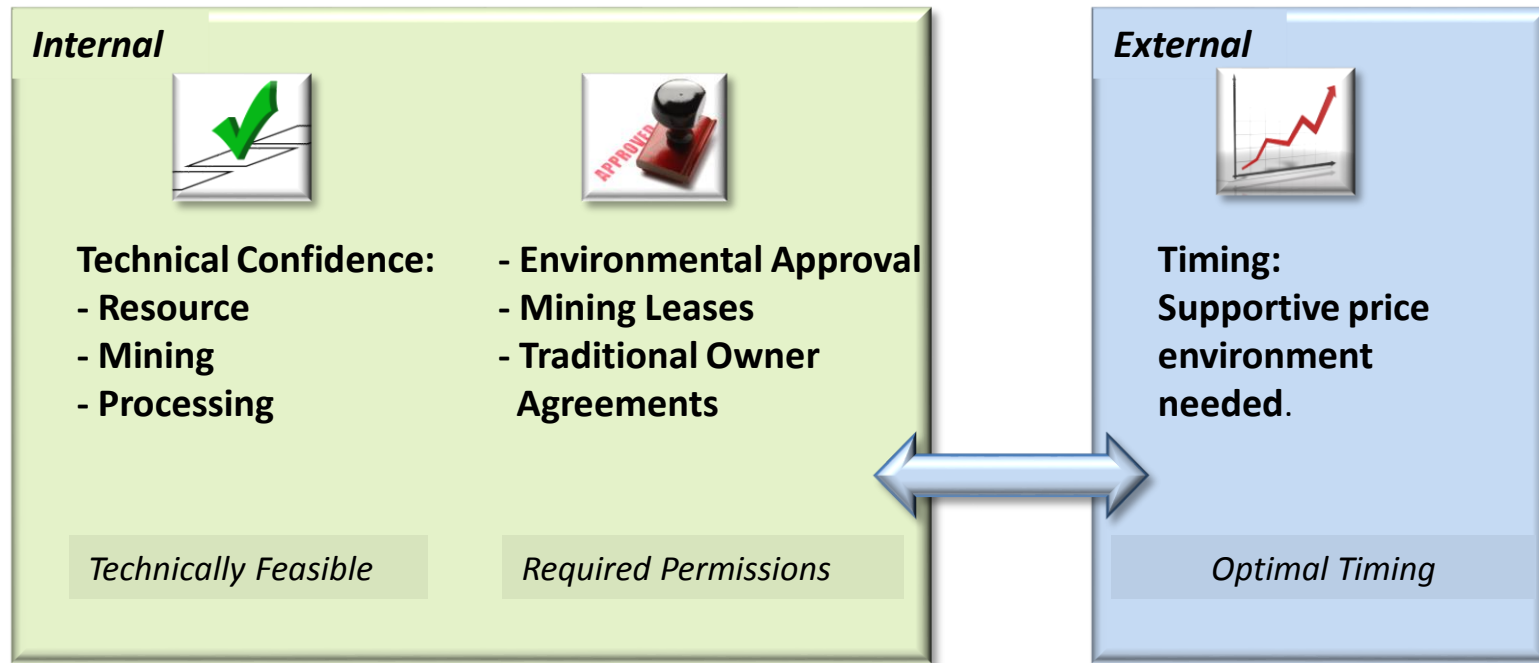 Internal
APPROVED
Technical Confidence:
- Resource
- Mining
- Processing
Technically Feasible
- Environmental Approval
- Mining Leases
- Traditional Owner
Agreements
Required Permissions
External
Timing:
Supportive price
environment
needed.
Optimal Timing